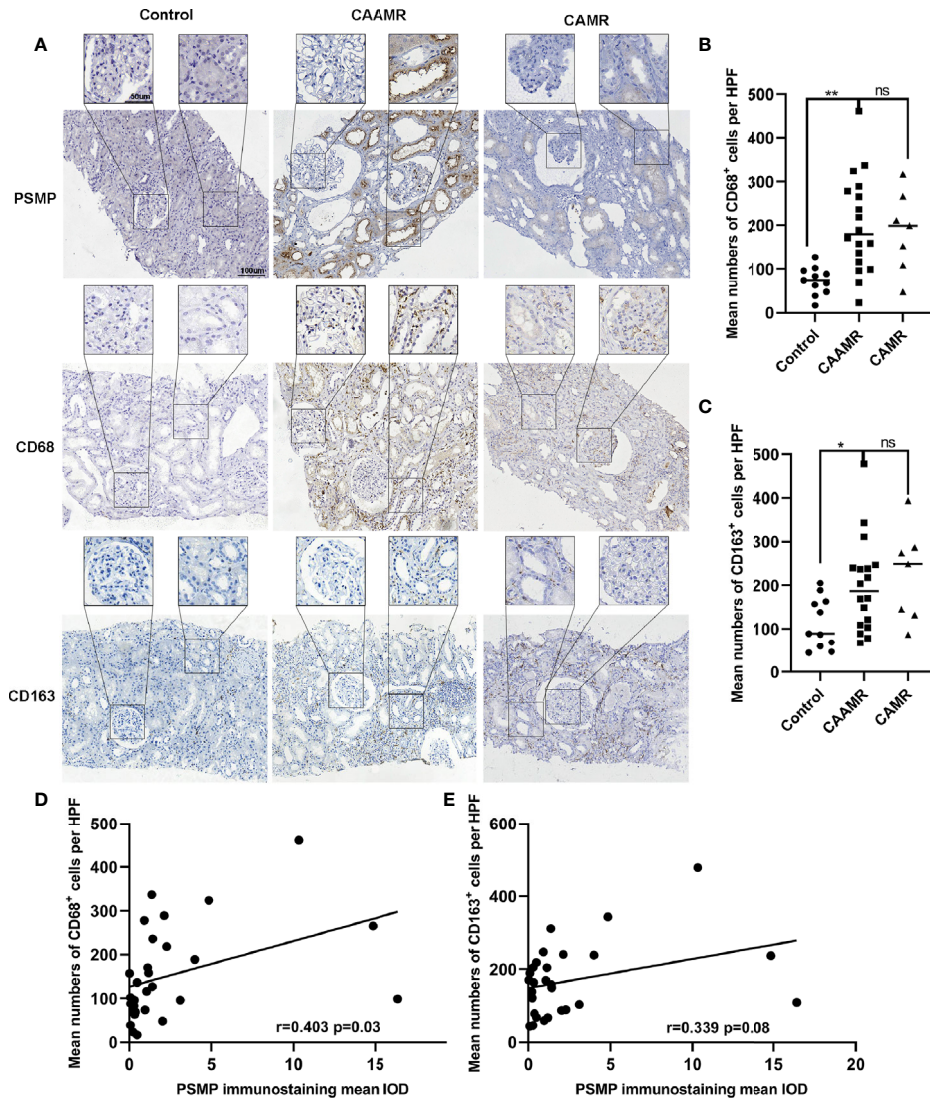 A
Control
CAAMR
CAMR
50um
PSMP
100um
CD68
CD163
B
Mean numbers of CD68+ cells per HPF
500
400
300
200
100
0
**
ns
Control
CAAMR
CAMR
C
Mean numbers of CD163+ cells per HPF
500
400
300
200
100
0
*
ns
Control
CAAMR
CAMR
D
Mean numbers of CD68+ cells per HPF
500
400
300
200
100
0
r=0.403 p=0.03
0 5 10 15
PSMP immunostaining mean IOD
E
Mean numbers of CD163+ cells per HPF
600
400
200
0
r=0.339 p=0.08
0 5 10 15 20
PSMP immunostaining mean IOD